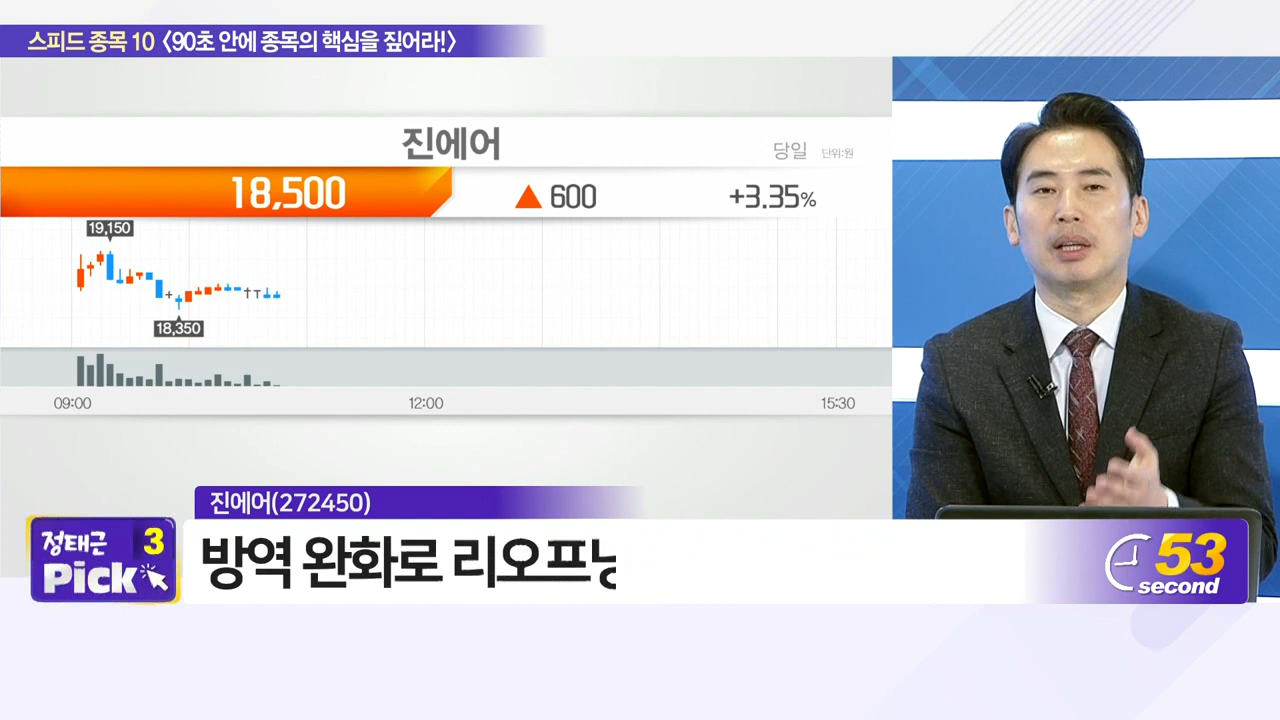 스피드 종목 10 〈90초 안에 종목의 핵심을 짚어라!〉
진에어
당일 단위:원
18,500 ▲ 600 +3.35%
19,150
18,350
09:00 12:00 15:30
진에어(272450)
정태근 3
Pick
방역 완화로 리오프닝
53
second